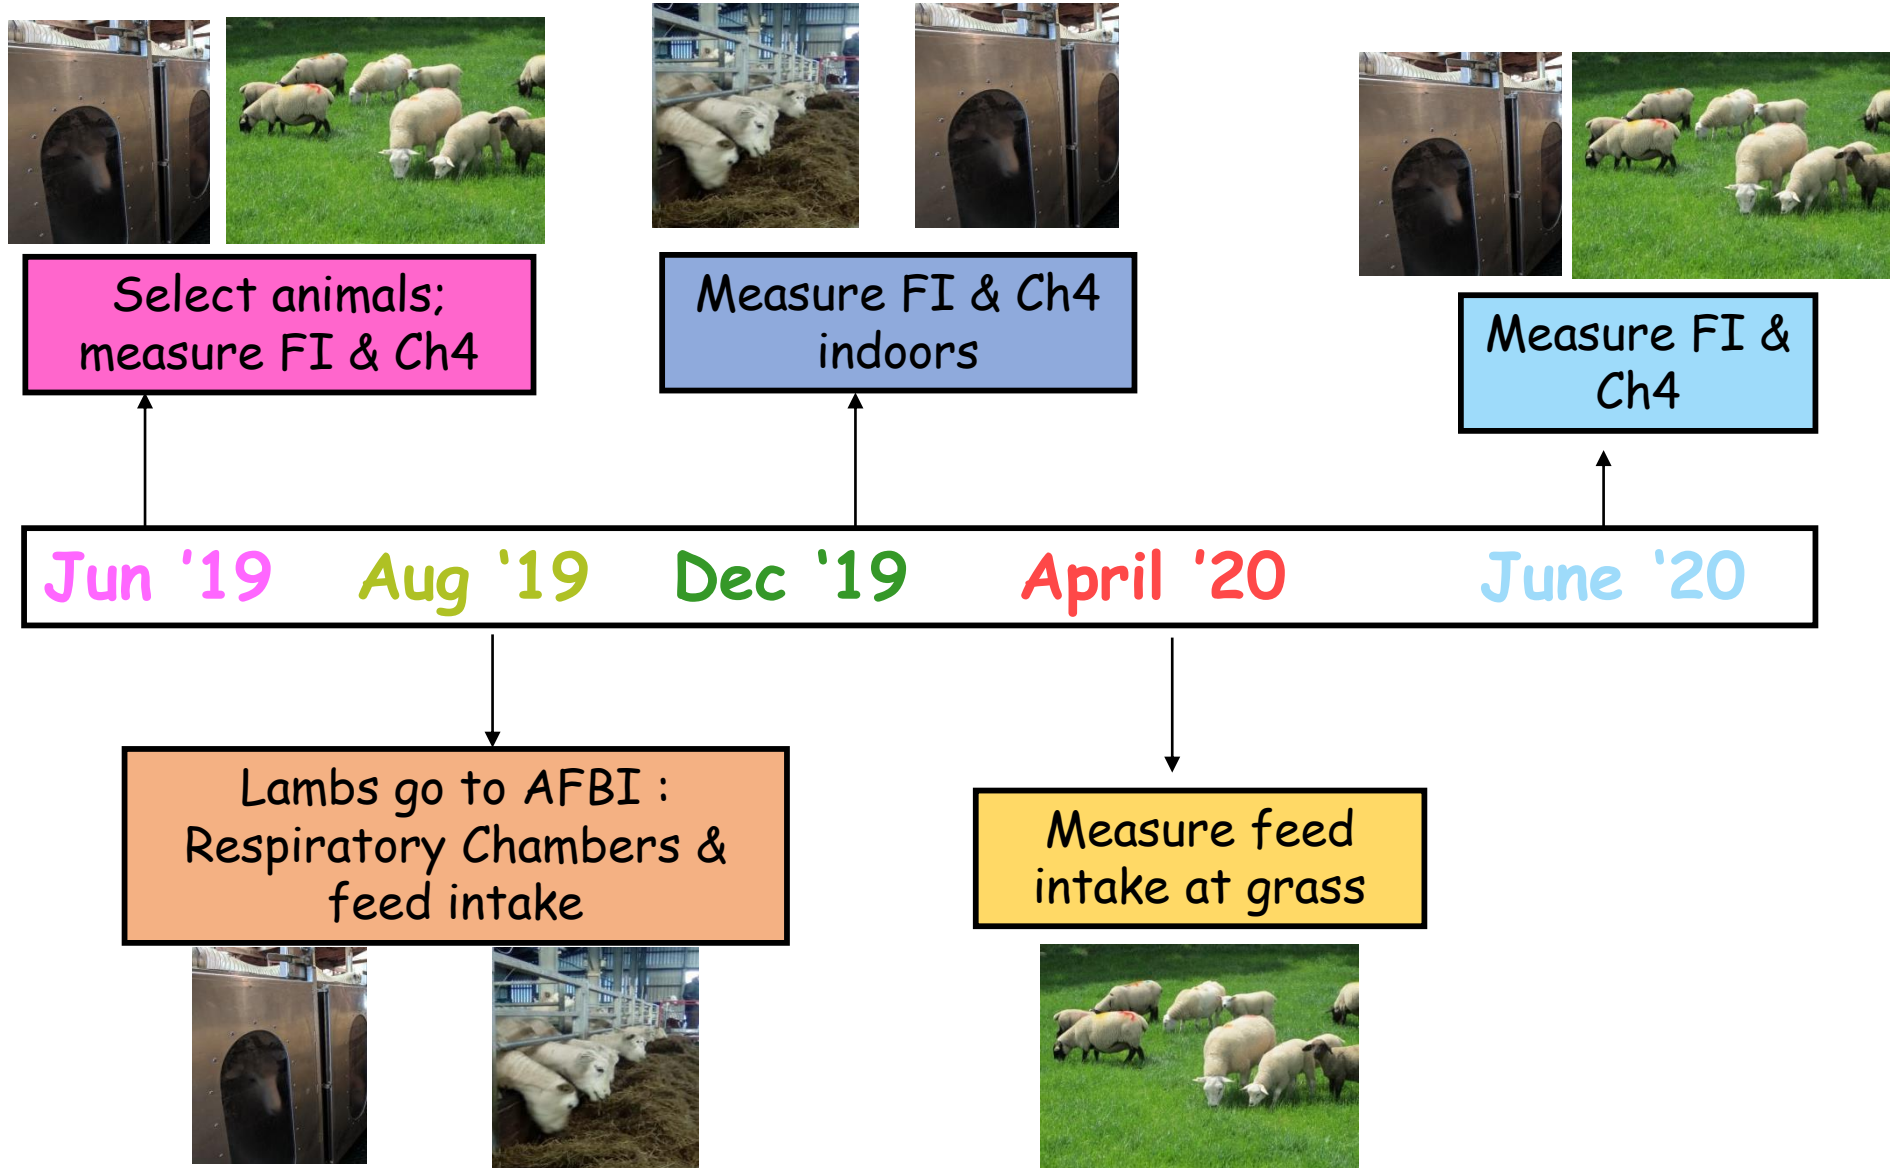 Select animals;
measure FI & Ch4
Measure FI & Ch4
indoors
Measure FI &
Ch4
Jun '19
Aug '19
Dec '19
April '20
June '20
Lambs go to AFBI :
Respiratory Chambers &
feed intake
Measure feed
intake at grass